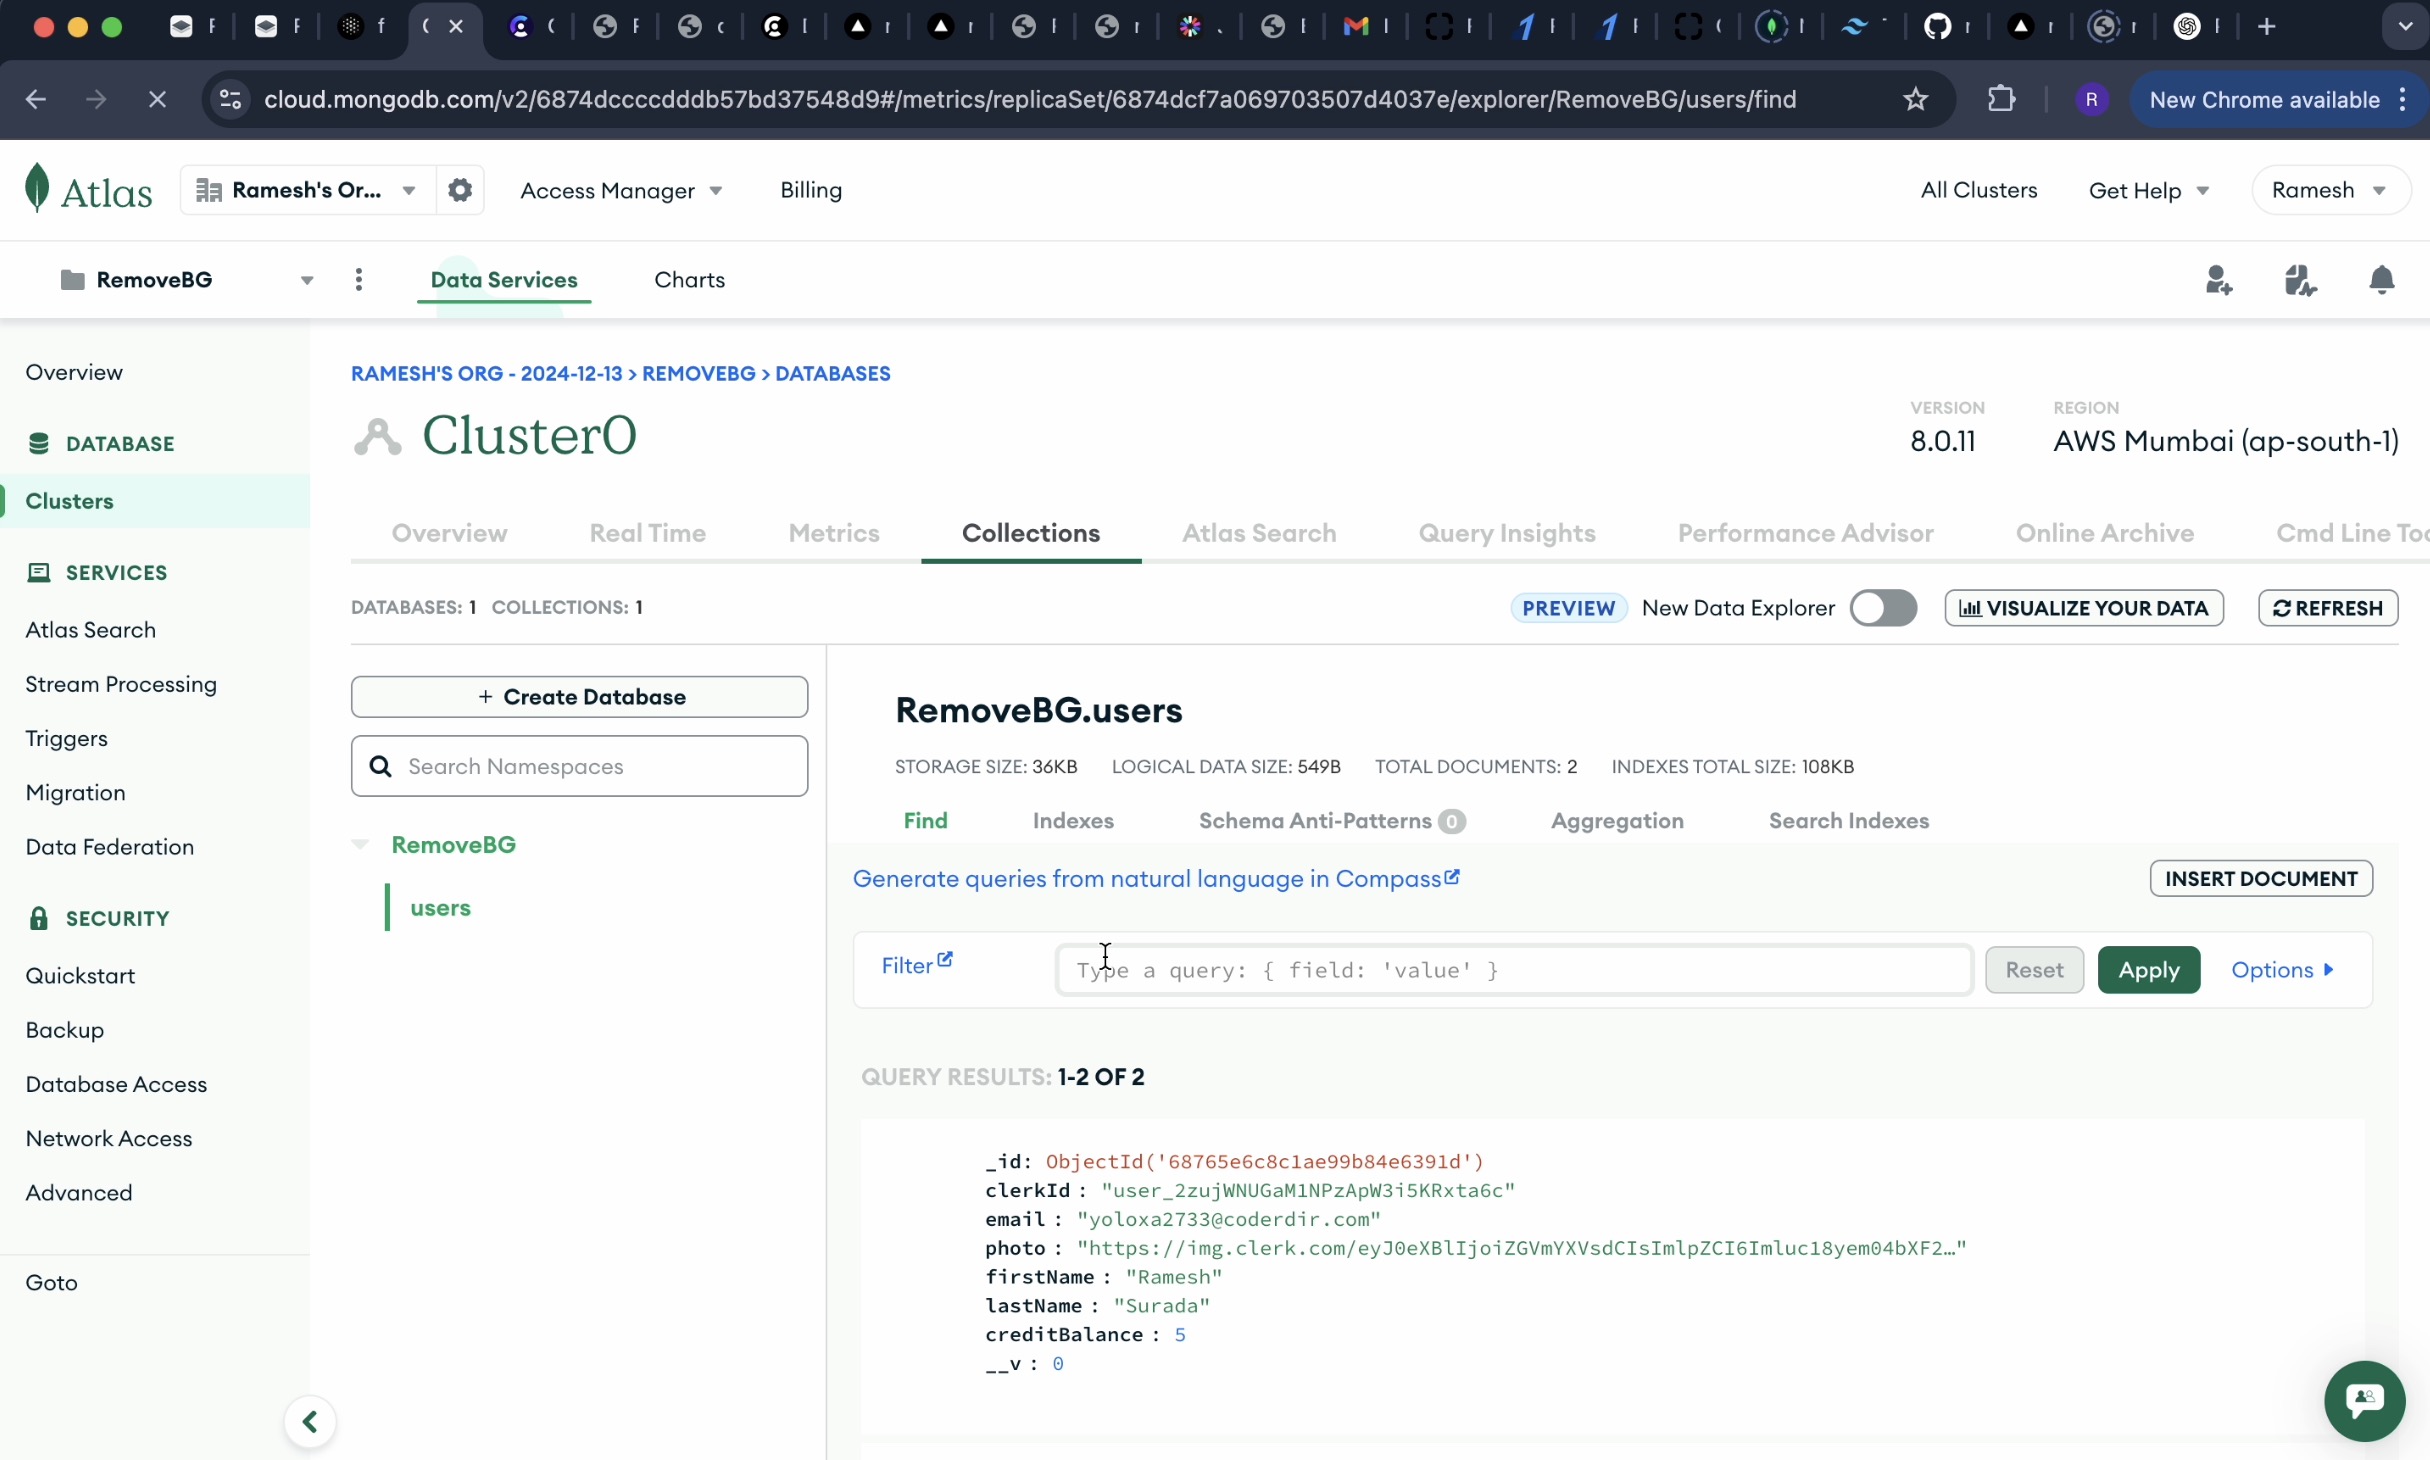 cloud.mongodb.com/v2/6874dccccdddb57bd37548d9#/metrics/replicaSet/6874dcf7a069703507d4037e/explorer/RemoveBG/users/find
R
New Chrome available
Atlas
Ramesh's Or...
Access Manager
Billing
All Clusters
Get Help
Ramesh
RemoveBG
Data Services
Charts
Overview
DATABASE
Clusters
SERVICES
Atlas Search
Stream Processing
Triggers
Migration
Data Federation
SECURITY
Quickstart
Backup
Database Access
Network Access
Advanced
Goto
RAMESH'S ORG - 2024-12-13 > REMOVEBG > DATABASES
Cluster0
VERSION
8.0.11
REGION
AWS Mumbai (ap-south-1)
Overview
Real Time
Metrics
Collections
Atlas Search
Query Insights
Performance Advisor
Online Archive
Cmd Line
DATABASES: 1 COLLECTIONS: 1
PREVIEW
New Data Explorer
VISUALIZE YOUR DATA
REFRESH
+ Create Database
Search Namespaces
RemoveBG
users
RemoveBG.users
STORAGE SIZE: 36KB LOGICAL DATA SIZE: 549B TOTAL DOCUMENTS: 2 INDEXES TOTAL SIZE: 108KB
Find
Indexes
Schema Anti-Patterns 0
Aggregation
Search Indexes
Generate queries from natural language in Compass
INSERT DOCUMENT
Filter
Type a query: { field: 'value' }
Reset
Apply
Options
QUERY RESULTS: 1-2 OF 2
_id: ObjectId('68765e6c8c1ae99b84e6391d')
clerkId : "user_2zujWNUGaM1NPzApW3i5KRxta6c"
email : "yoloxa2733@coderdir.com"
photo : "https://img.clerk.com/eyJ0eXBlIjoiZGVmYXVsdCIsImlpZCI6Imluc18yem04bXF2…"
firstName : "Ramesh"
lastName : "Surada"
creditBalance : 5
__v : 0